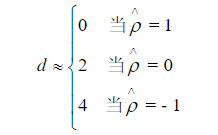 0 当 ρ̂ = 1
d ≈ { 2 当 ρ̂ = 0
4 当 ρ̂ = - 1